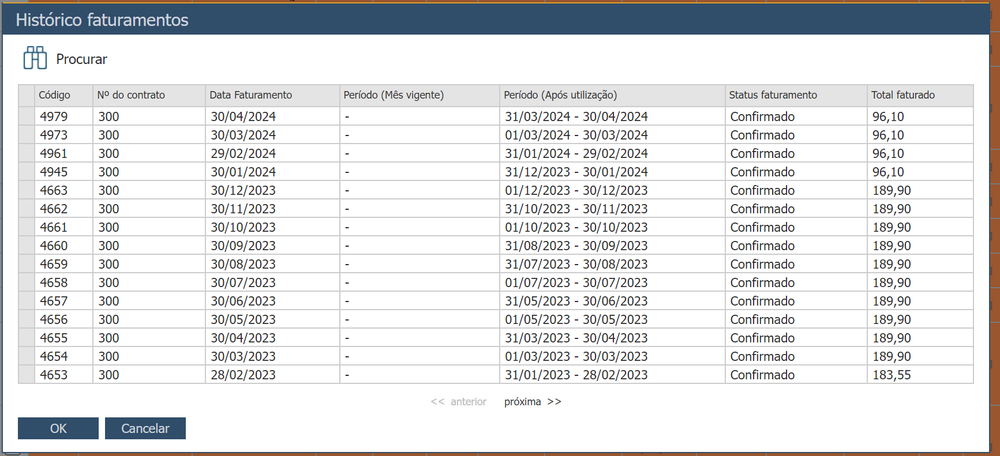 Histórico faturamentos
Procurar
Código Nº do contrato Data Faturamento Período (Mês vigente) Período (Após utilização) Status faturamento Total faturado
4979 300 30/04/2024 - 31/03/2024 - 30/04/2024 Confirmado 96,10
4973 300 30/03/2024 - 01/03/2024 - 30/03/2024 Confirmado 96,10
4961 300 29/02/2024 - 31/01/2024 - 29/02/2024 Confirmado 96,10
4945 300 30/01/2024 - 31/12/2023 - 30/01/2024 Confirmado 96,10
4663 300 30/12/2023 - 01/12/2023 - 30/12/2023 Confirmado 189,90
4662 300 30/11/2023 - 31/10/2023 - 30/11/2023 Confirmado 189,90
4661 300 30/10/2023 - 01/10/2023 - 30/10/2023 Confirmado 189,90
4660 300 30/09/2023 - 31/08/2023 - 30/09/2023 Confirmado 189,90
4659 300 30/08/2023 - 31/07/2023 - 30/08/2023 Confirmado 189,90
4658 300 30/07/2023 - 01/07/2023 - 30/07/2023 Confirmado 189,90
4657 300 30/06/2023 - 31/05/2023 - 30/06/2023 Confirmado 189,90
4656 300 30/05/2023 - 01/05/2023 - 30/05/2023 Confirmado 189,90
4655 300 30/04/2023 - 31/03/2023 - 30/04/2023 Confirmado 189,90
4654 300 30/03/2023 - 01/03/2023 - 30/03/2023 Confirmado 189,90
4653 300 28/02/2023 - 31/01/2023 - 28/02/2023 Confirmado 183,55
<< anterior próxima >>
OK Cancelar